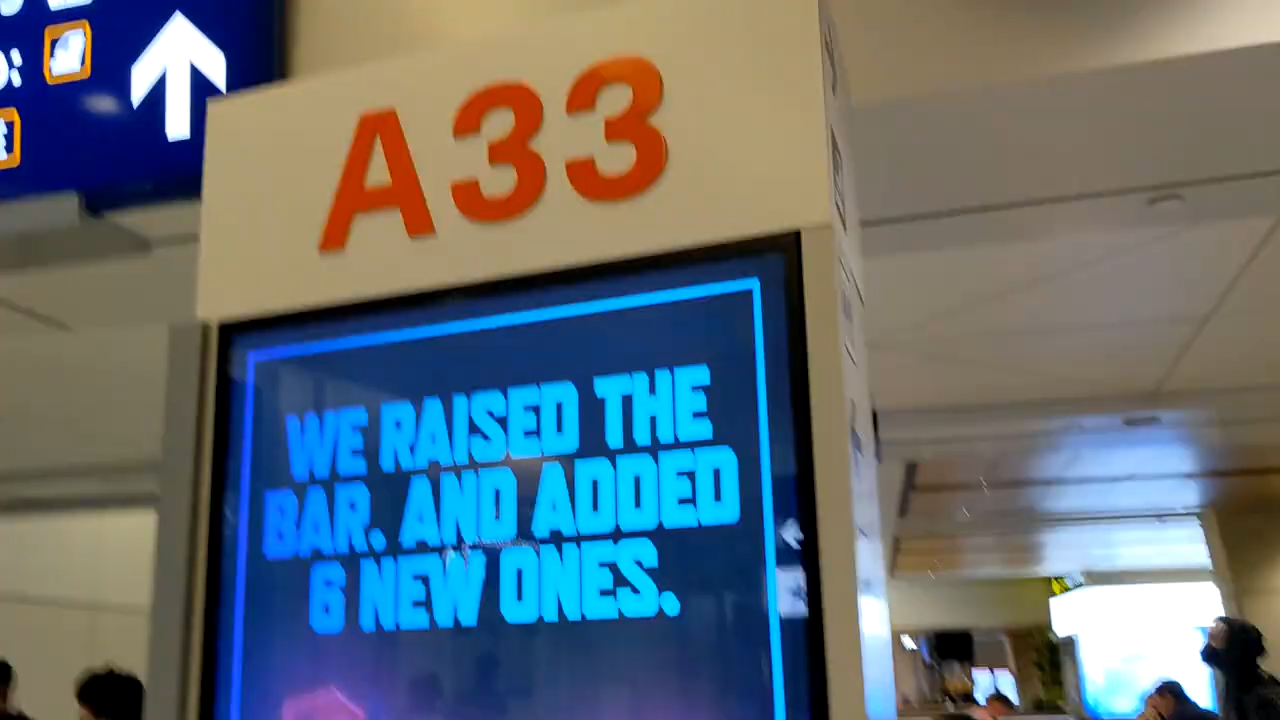 A33
WE RAISED THE
BAR. AND ADDED
6 NEW ONES.